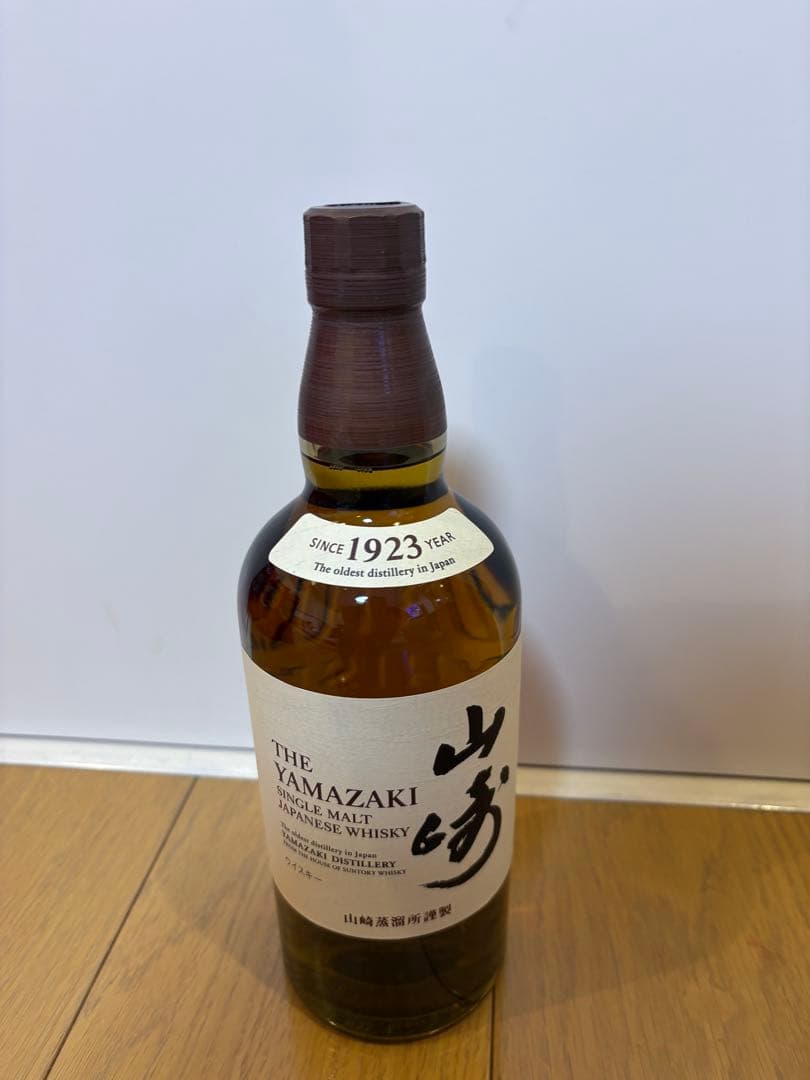 SINCE 1923 YEAR
The oldest distillery in Japan
THE
YAMAZAKI
SINGLE MALT
JAPANESE WHISKY
The oldest distillery in Japan
YAMAZAKI DISTILLERY
FROM THE HOUSE OF SUNTORY WHISKY
ウイスキー
山崎
山崎蒸溜所謹製